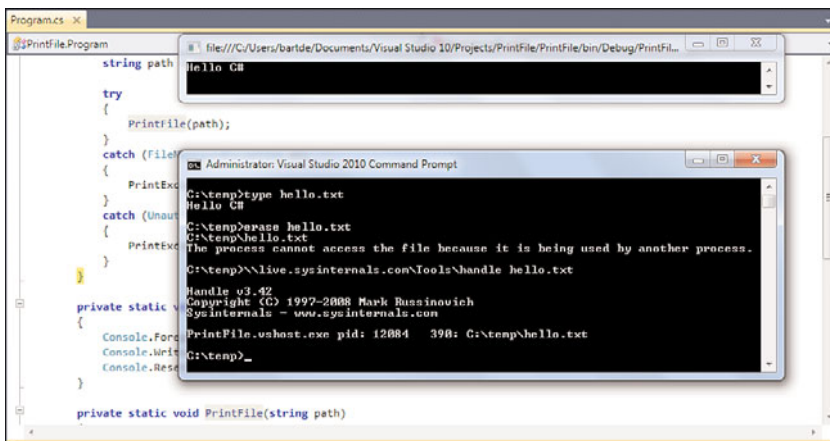 Program.cs ×
PrintFile.Program
file:///C:/Users/bartde/Documents/Visual Studio 10/Projects/PrintFile/PrintFile/bin/Debug/PrintFil...
Hello C#
string path
try
{
PrintFile(path);
}
catch (File
{
PrintExc
}
catch (Unaut
{
PrintExc
}
}
private static v
{
Console.Fore
Console.Writ
Console.Rese
}
private static void PrintFile(string path)
Administrator: Visual Studio 2010 Command Prompt
C:\temp>type hello.txt
Hello C#
C:\temp>erase hello.txt
C:\temp\hello.txt
The process cannot access the file because it is being used by another process.
C:\temp>\\live.sysinternals.com\Tools\handle hello.txt
Handle v3.42
Copyright (C) 1997-2008 Mark Russinovich
Sysinternals - www.sysinternals.com
PrintFile.vshost.exe pid: 12084 390: C:\temp\hello.txt
C:\temp>_